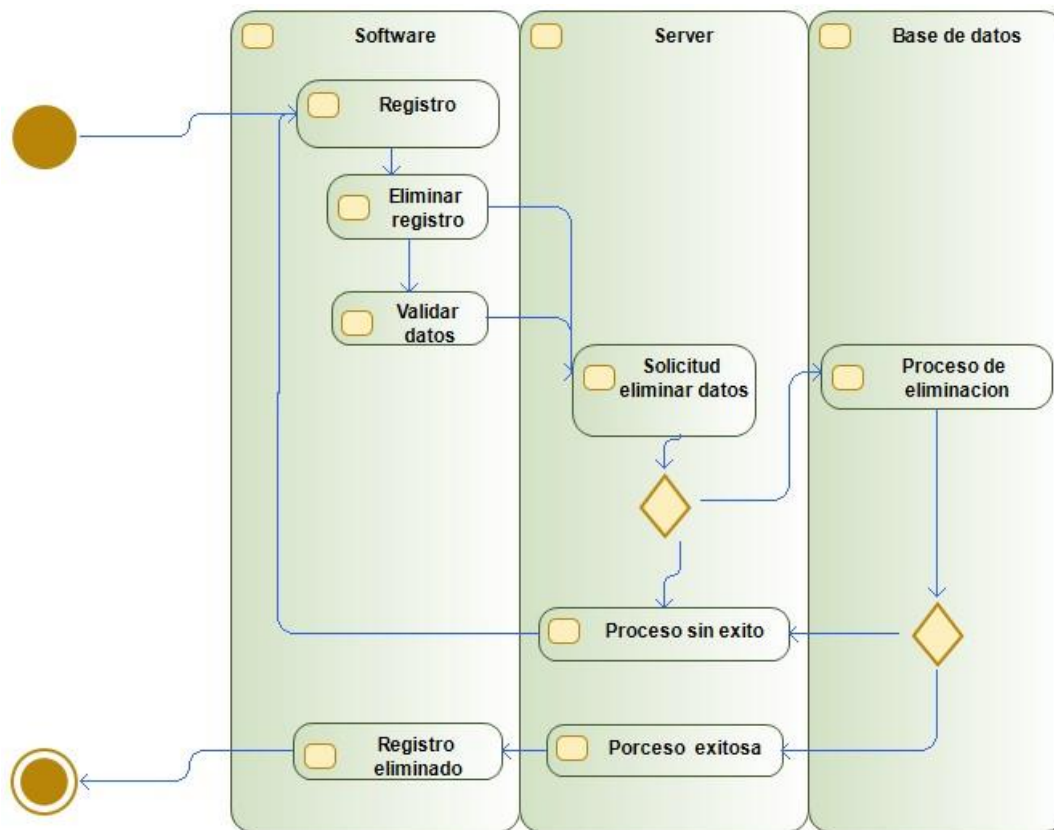 Software
Server
Base de datos
Registro
Eliminar
registro
Validar
datos
Solicitud
eliminar datos
Proceso de
eliminacion
Proceso sin exito
Registro
eliminado
Porceso exitosa